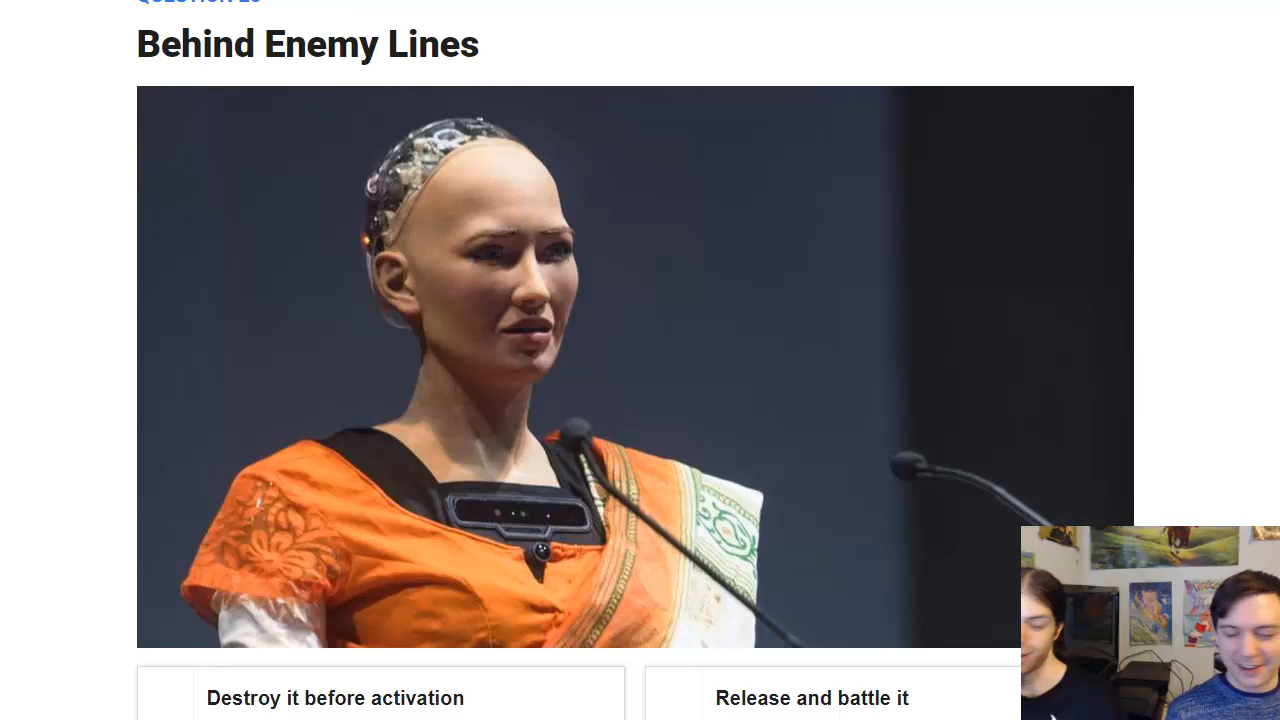 Behind Enemy Lines
Destroy it before activation
Release and battle it